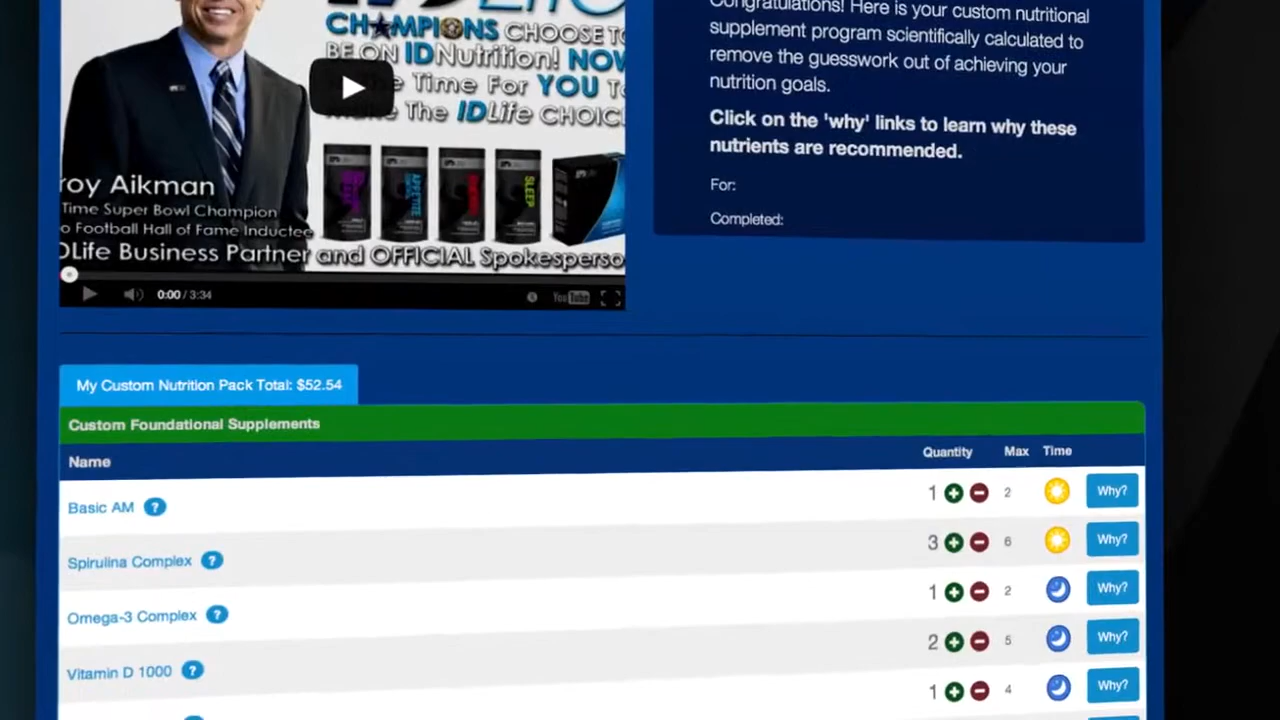 CHAMPIONS CHOOSE TO
BE ON IDNutrition! NOW
Time For YOU T
The IDLife CHOIC
roy Aikman
Time Super Bowl Champion
o Football Hall of Fame Inductee
DLife Business Partner and OFFICIAL Spokesperso
APPETITE
SLEEP
0:00 / 3:34
YouTube
Congratulations! Here is your custom nutritional
supplement program scientifically calculated to
remove the guesswork out of achieving your
nutrition goals.
Click on the 'why' links to learn why these
nutrients are recommended.
For:
Completed:
My Custom Nutrition Pack Total: $52.54
Custom Foundational Supplements
Name Quantity Max Time
Basic AM ? 1 2 Why?
Spirulina Complex ? 3 6 Why?
Omega-3 Complex ? 1 2 Why?
Vitamin D 1000 ? 2 5 Why?
1 4 Why?